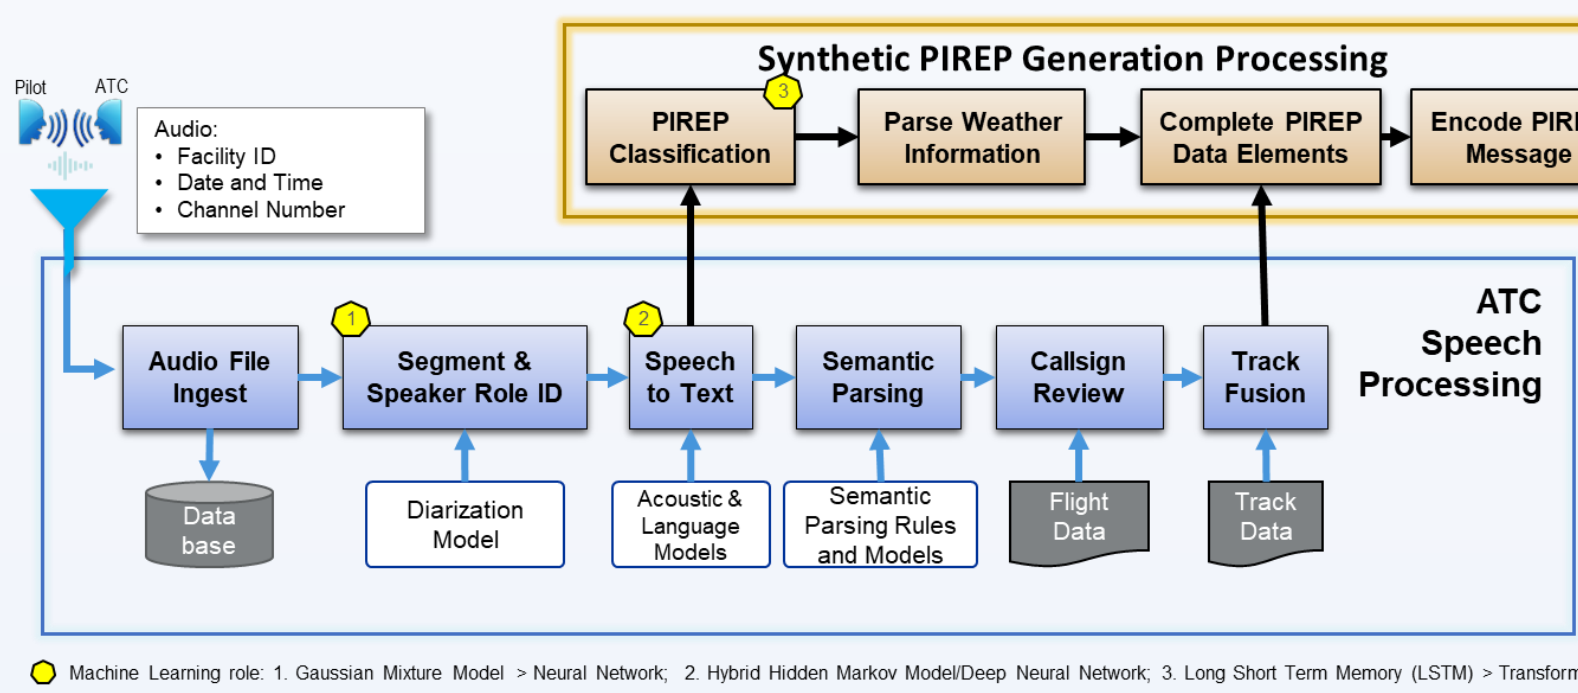 Synthetic PIREP Generation Processing
Pilot
ATC
Audio:
• Facility ID
• Date and Time
• Channel Number
3
PIREP
Classification
Parse Weather
Information
Complete PIREP
Data Elements
Encode
Message
ATC
Speech
Processing
1
2
Audio File
Ingest
Segment &
Speaker Role ID
Speech
to Text
Semantic
Parsing
Callsign
Review
Track
Fusion
Data
base
Diarization
Model
Acoustic &
Language
Models
Semantic
Parsing Rules
and Models
Flight
Data
Track
Data
Machine Learning role: 1. Gaussian Mixture Model > Neural Network; 2. Hybrid Hidden Markov Model/Deep Neural Network; 3. Long Short Term Memory (LSTM) >